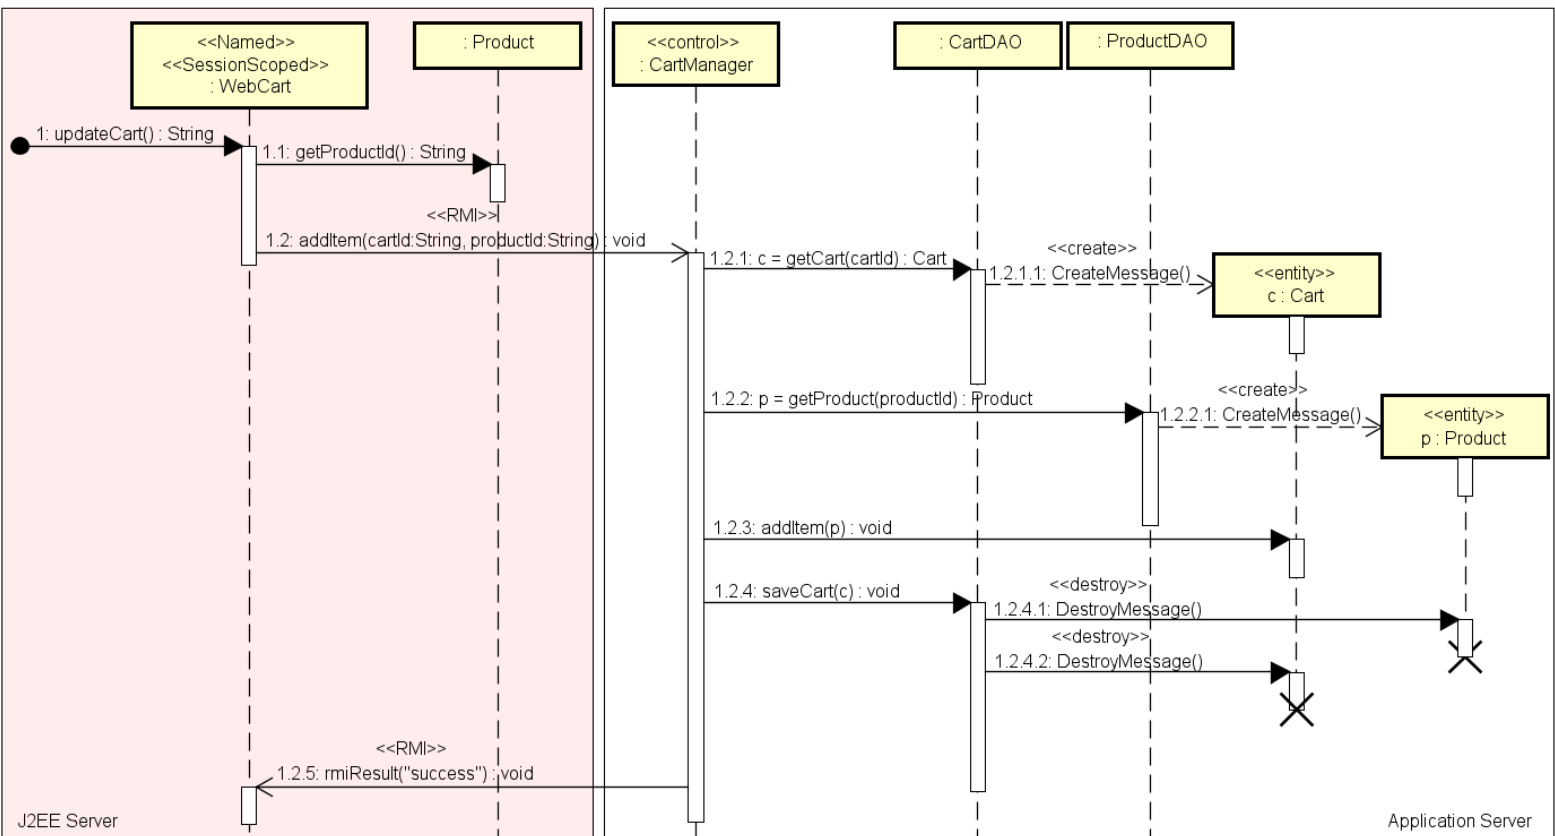 <<Named>>
<<SessionScoped>>
: WebCart
: Product
<<control>>
: CartManager
: CartDAO
: ProductDAO
1: updateCart() : String
1.1: getProductId() : String
<<RMI>>
1.2: addItem(cartId:String, productId:String) : void
1.2.1: c = getCart(cartId) : Cart
<<create>>
1.2.1.1: CreateMessage()
<<entity>>
c : Cart
1.2.2: p = getProduct(productId) : Product
<<create>>
1.2.2.1: CreateMessage()
<<entity>>
p : Product
1.2.3: addItem(p) : void
1.2.4: saveCart(c) : void
<<destroy>>
1.2.4.1: DestroyMessage()
<<destroy>>
1.2.4.2: DestroyMessage()
<<RMI>>
1.2.5: rmiResult("success") : void
J2EE Server
Application Server